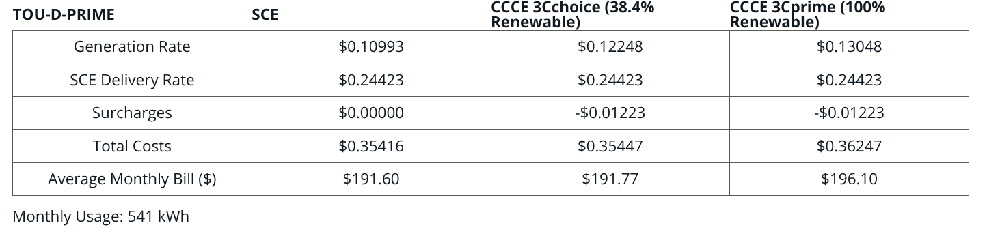 TOU-D-PRIME SCE CCCE 3Cchoice (38.4% Renewable) CCCE 3Cprime (100% Renewable)
Generation Rate $0.10993 $0.12248 $0.13048
SCE Delivery Rate $0.24423 $0.24423 $0.24423
Surcharges $0.00000 -$0.01223 -$0.01223
Total Costs $0.35416 $0.35447 $0.36247
Average Monthly Bill ($) $191.60 $191.77 $196.10
Monthly Usage: 541 kWh